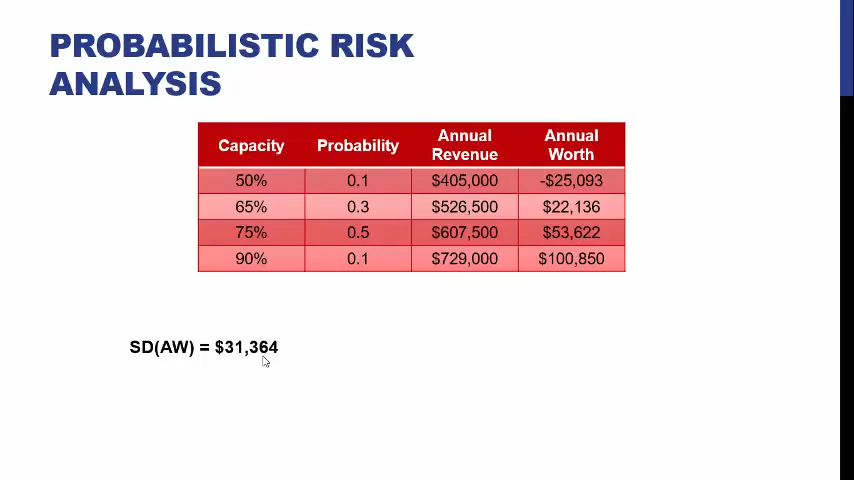 PROBABILISTIC RISK
ANALYSIS
Capacity Probability Annual Revenue Annual Worth
50% 0.1 $405,000 -$25,093
65% 0.3 $526,500 $22,136
75% 0.5 $607,500 $53,622
90% 0.1 $729,000 $100,850
SD(AW) = $31,364